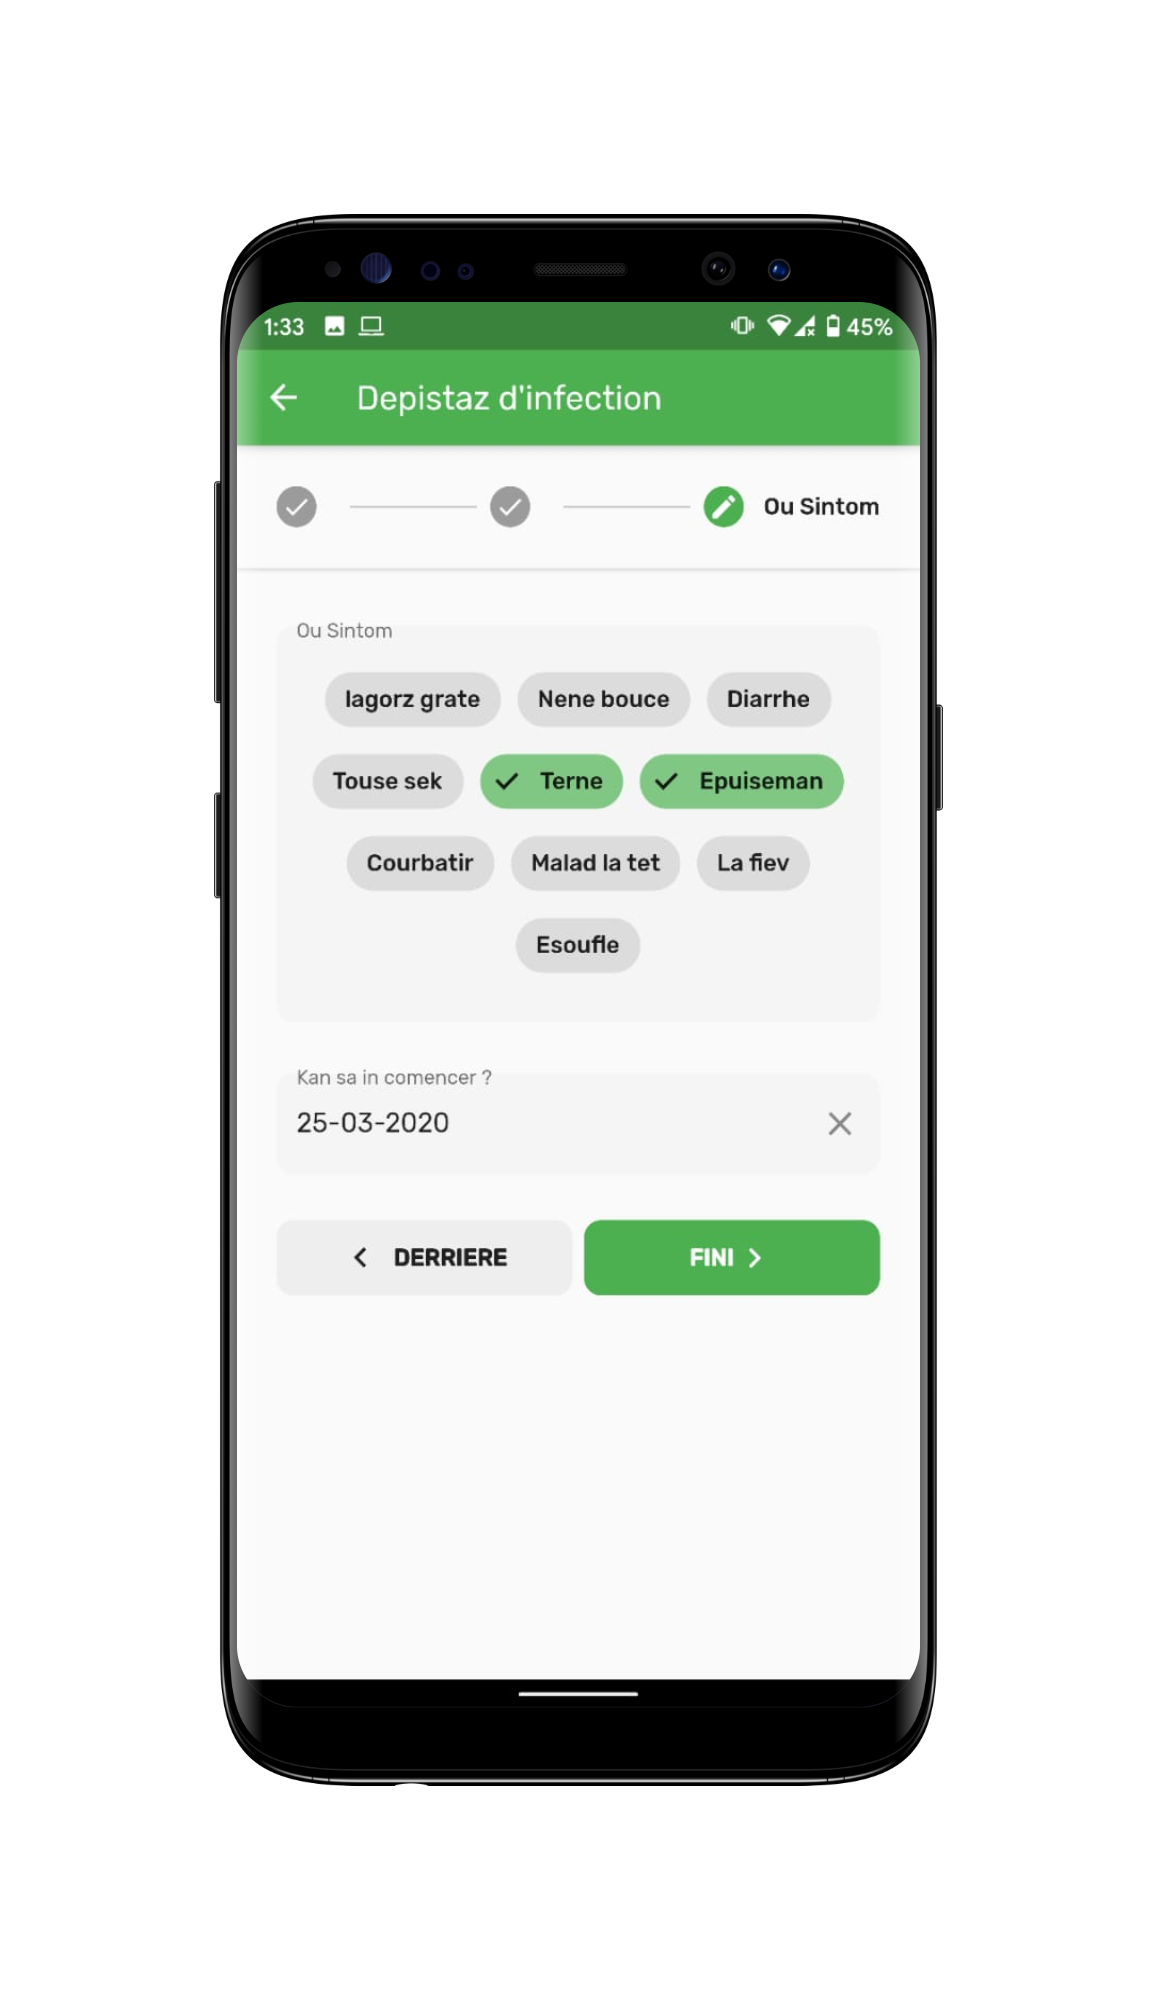 1:33 45%
Depistaz d'infection
Ou Sintom
Ou Sintom
lagorz grate Nene bouce Diarrhe
Touse sek Terne Epuiseman
Courbatir Malad la tet La fiev
Esoufle
Kan sa in comencer ?
25-03-2020
DERRIERE FINI